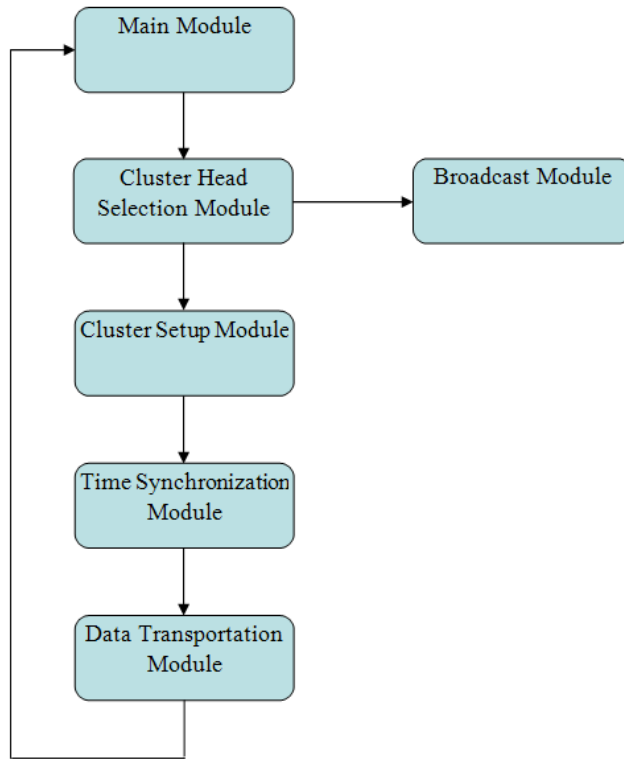 Main Module
Cluster Head
Selection Module
Broadcast Module
Cluster Setup Module
Time Synchronization
Module
Data Transportation
Module